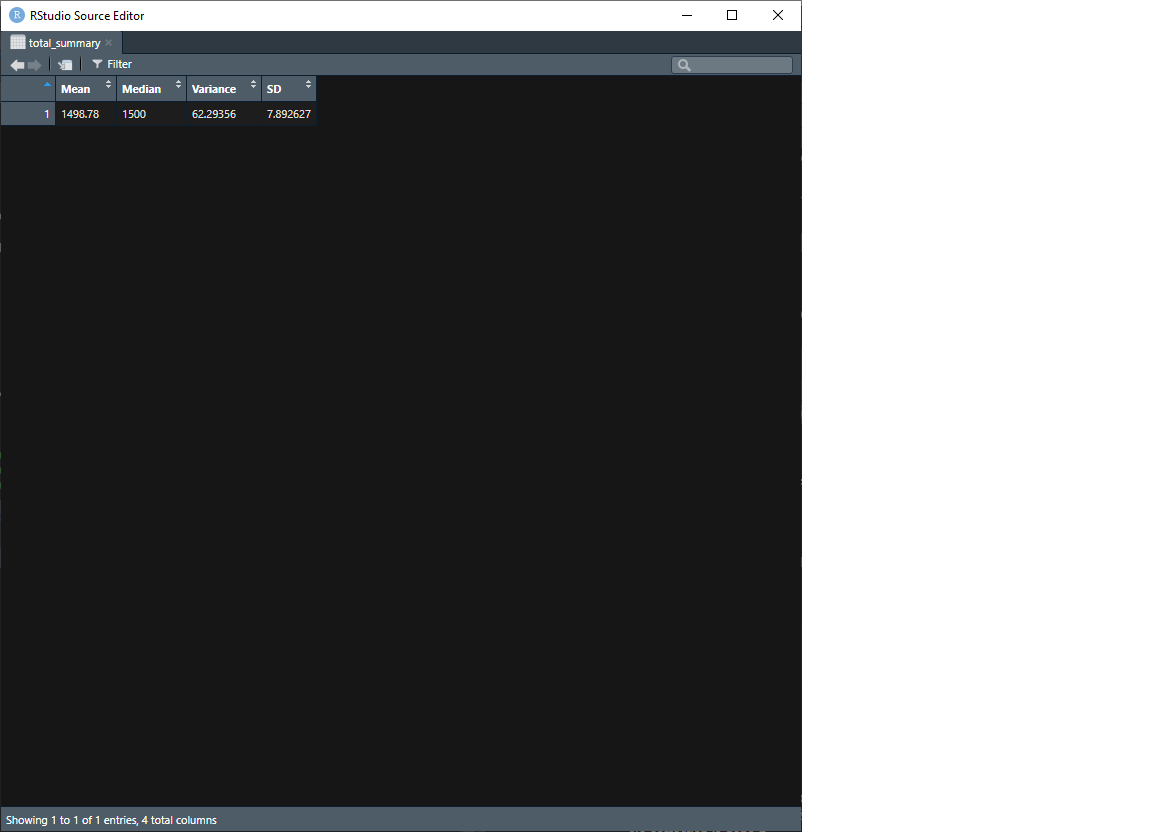 R RStudio Source Editor
total_summary
Filter
Mean Median Variance SD
1 1498.78 1500 62.29356 7.892627
Showing 1 to 1 of 1 entries, 4 total columns